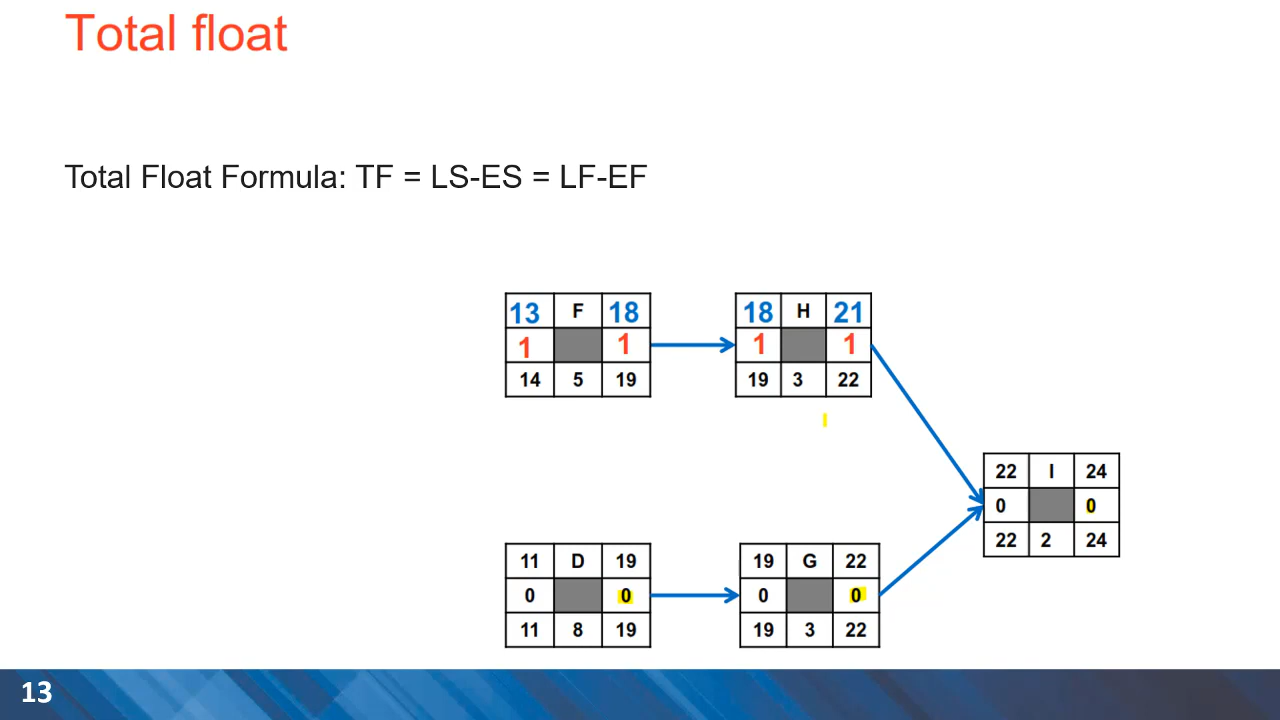 Total float
Total Float Formula: TF = LS-ES = LF-EF
13 F 18
1 1
14 5 19
18 H 21
1 1
19 3 22
22 I 24
0 0
22 2 24
11 D 19
0 0
11 8 19
19 G 22
0 0
19 3 22
13